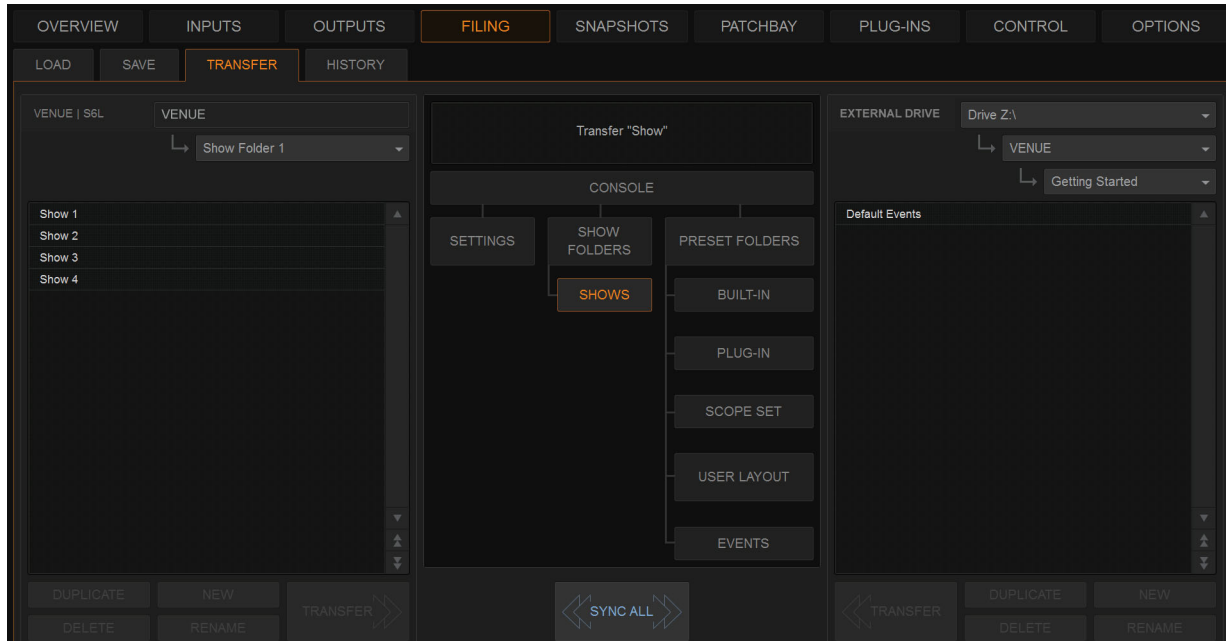 OVERVIEW
INPUTS
OUTPUTS
FILING
SNAPSHOTS
PATCHBAY
PLUG-INS
CONTROL
OPTIONS
LOAD
SAVE
TRANSFER
HISTORY
VENUE | S6L
VENUE
Show Folder 1
Show 1
Show 2
Show 3
Show 4
DUPLICATE
NEW
TRANSFER
DELETE
RENAME
Transfer "Show"
CONSOLE
SETTINGS
SHOW
FOLDERS
PRESET FOLDERS
SHOWS
BUILT-IN
PLUG-IN
SCOPE SET
USER LAYOUT
EVENTS
SYNC ALL
EXTERNAL DRIVE
Drive Z:\
VENUE
Getting Started
Default Events
TRANSFER
DUPLICATE
NEW
DELETE
RENAME